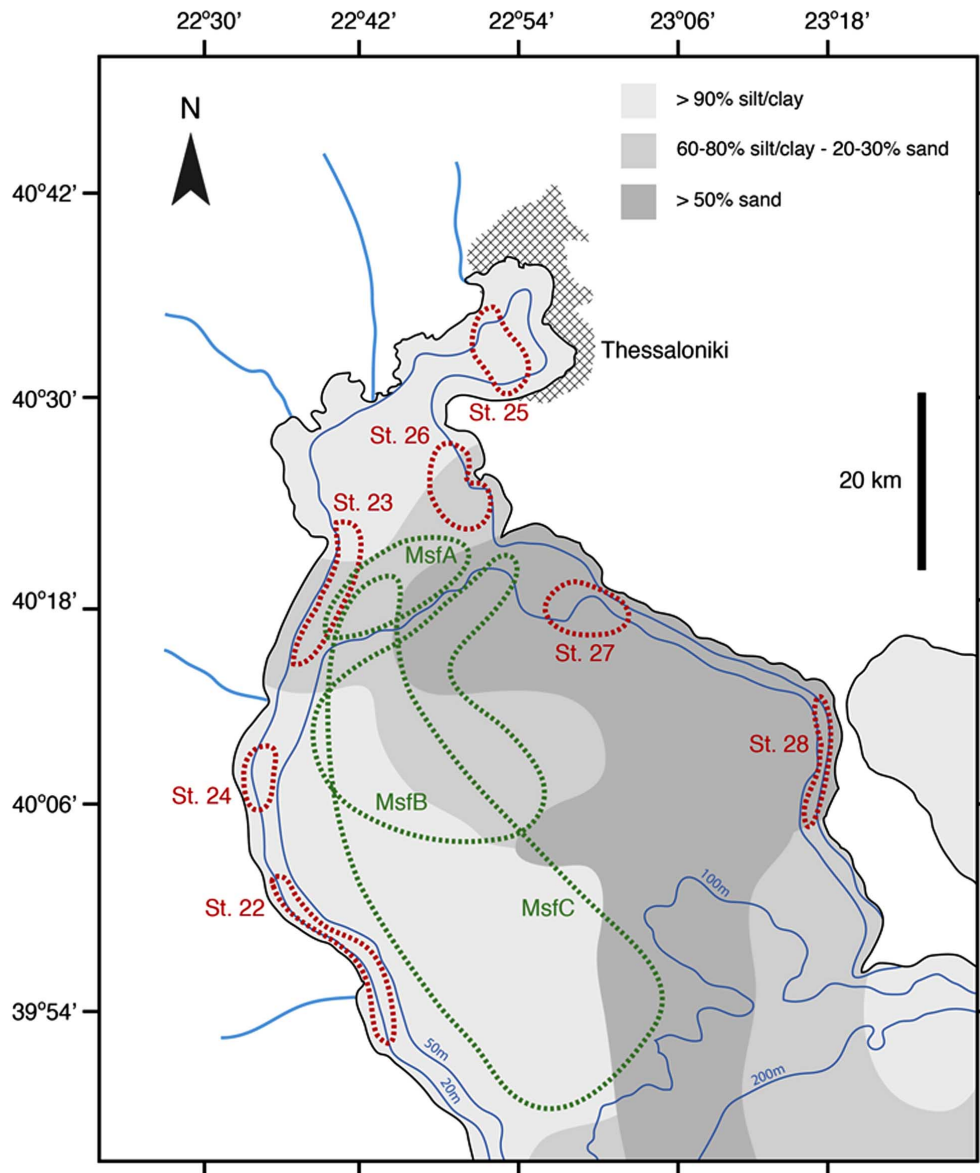 22°30’ 22°42’ 22°54’ 23°06’ 23°18’
N
> 90% silt/clay
60-80% silt/clay - 20-30% sand
> 50% sand
40°42’
Thessaloniki
40°30’
St. 25
St. 26
20 km
St. 23
MsfA
40°18’
St. 27
St. 28
St. 24
40°06’
MsfB
100m
St. 22
MsfC
39°54’
50m
20m
200m